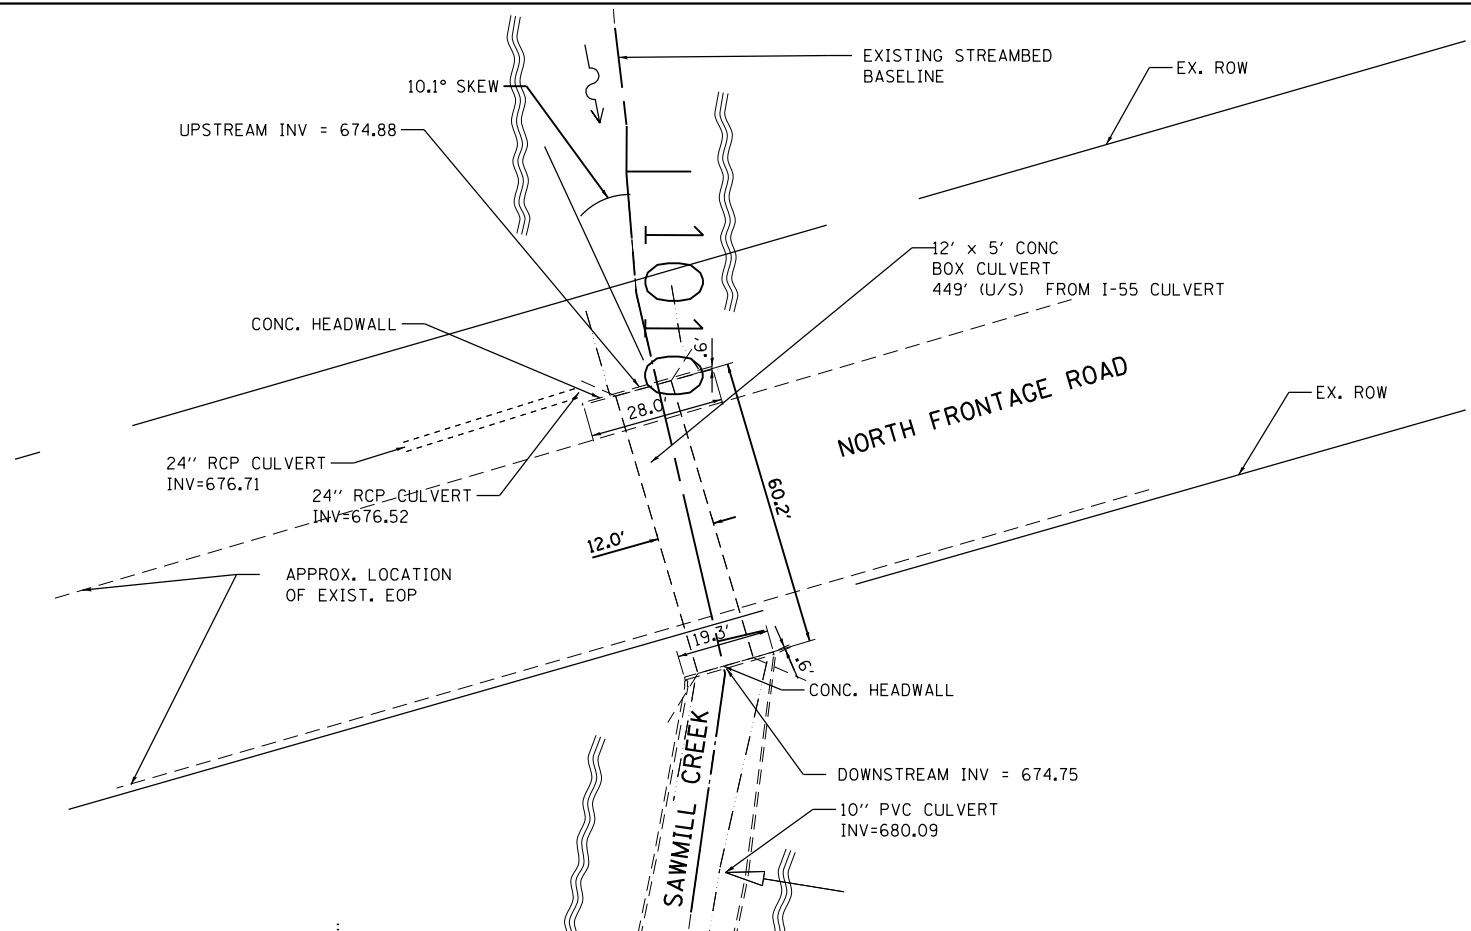 EXISTING STREAMBED
BASELINE
EX. ROW
10.1° SKEW
UPSTREAM INV = 674.88
12' x 5' CONC
BOX CULVERT
449' (U/S) FROM I-55 CULVERT
1101
CONC. HEADWALL
.6'
28.0'
NORTH FRONTAGE ROAD
EX. ROW
24'' RCP CULVERT
INV=676.71
24'' RCP CULVERT
INV=676.52
60.2'
12.0'
APPROX. LOCATION
OF EXIST. EOP
19.3'
.6'
CONC. HEADWALL
SAWMILL CREEK
DOWNSTREAM INV = 674.75
10'' PVC CULVERT
INV=680.09